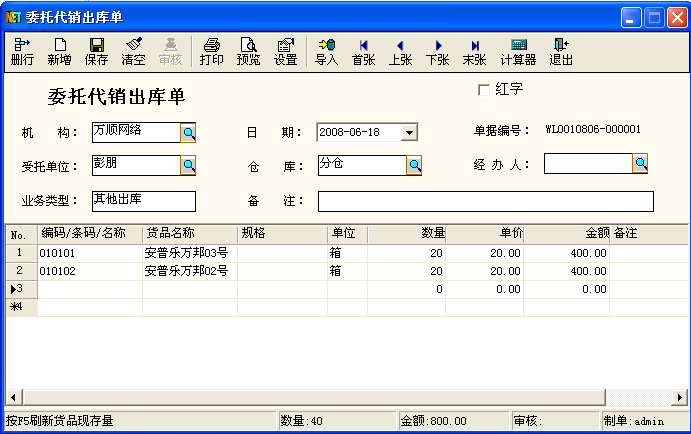 NET 委托代销出库单
删行 新增 保存 清空 审核 打印 预览 设置 导入 首张 上张 下张 末张 计算器 退出
委托代销出库单 红字
机 构: 万顺网络 日 期: 2008-06-18 单据编号: WL0010806-000001
受托单位: 彭朋 仓 库: 分仓 经 办 人:
业务类型: 其他出库 备 注:
No. 编码/条码/名称 货品名称 规格 单位 数量 单价 金额 备注
1 010101 安普乐万邦03号 箱 20 20.00 400.00
2 010102 安普乐万邦02号 箱 20 20.00 400.00
3 0 0.00 0.00
*4
按F5刷新货品现存量 数量:40 金额:800.00 审核: 制单:admin